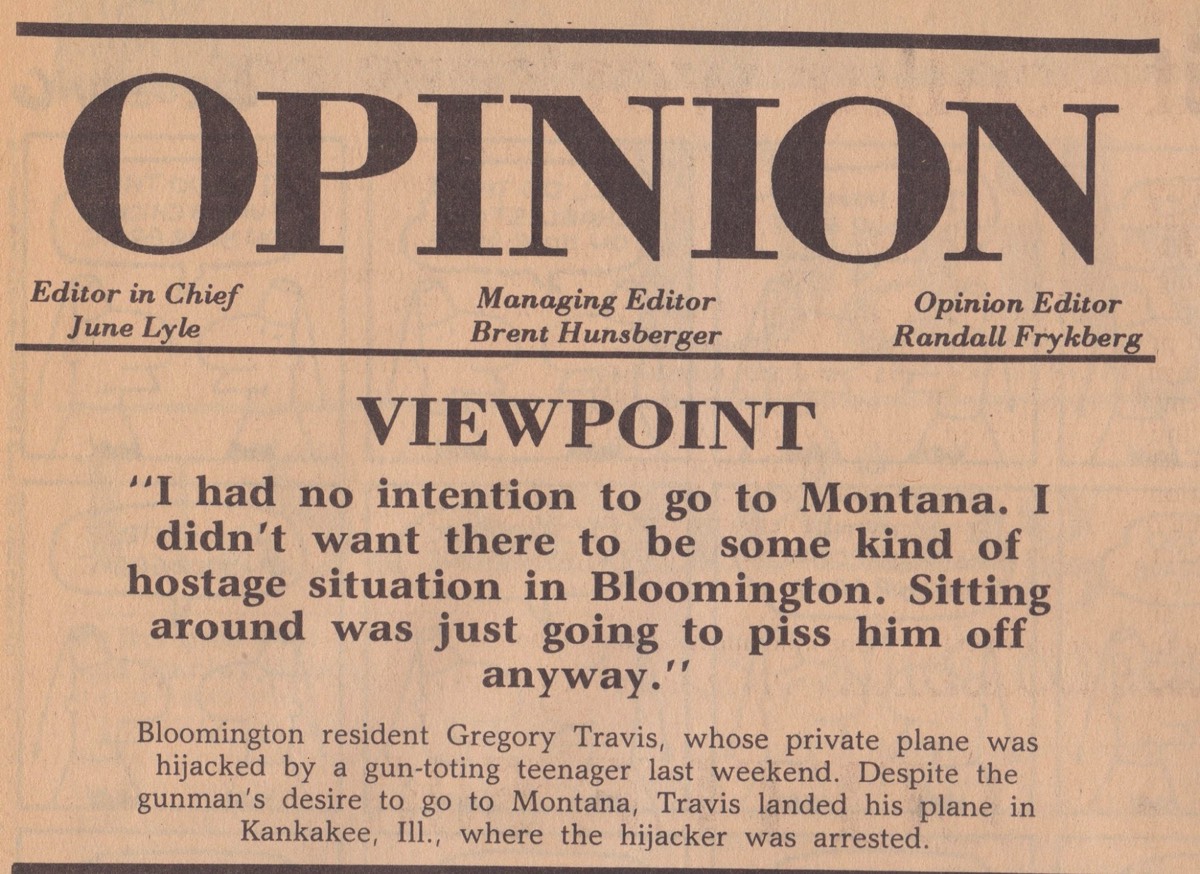 OPINION
Editor in Chief
June Lyle
Managing Editor
Brent Hunsberger
Opinion Editor
Randall Frykberg
VIEWPOINT
"I had no intention to go to Montana. I
didn't want there to be some kind of
hostage situation in Bloomington. Sitting
around was just going to piss him off
anyway."
Bloomington resident Gregory Travis, whose private plane was
hijacked by a gun-toting teenager last weekend. Despite the
gunman's desire to go to Montana, Travis landed his plane in
Kankakee, Ill., where the hijacker was arrested.